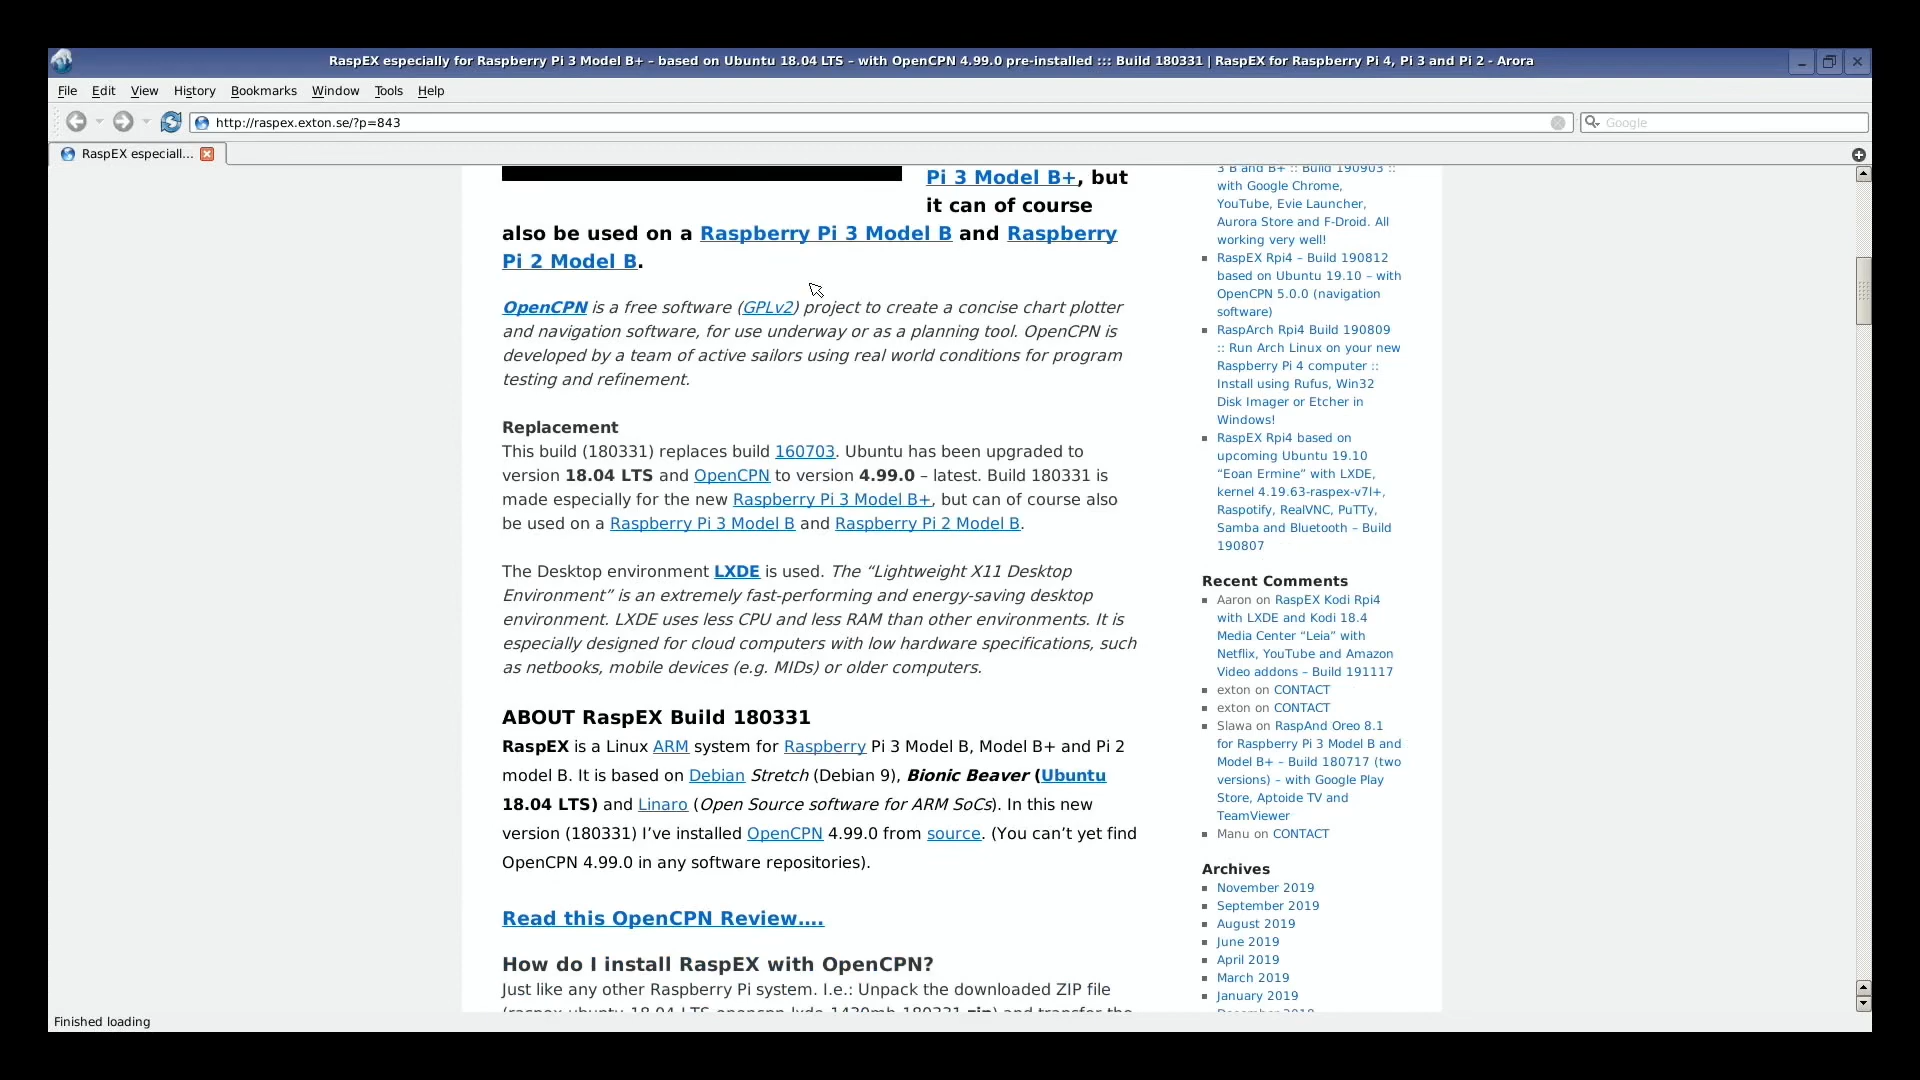 RaspEX especially for Raspberry Pi 3 Model B+ – based on Ubuntu 18.04 LTS – with OpenCPN 4.99.0 pre-installed ::: Build 180331 | RaspEX for Raspberry Pi 4, Pi 3 and Pi 2 - Arora
File Edit View History Bookmarks Window Tools Help
http://raspex.exton.se/?p=843
Google
RaspEX especiall...
Pi 3 Model B+, but
it can of course
also be used on a Raspberry Pi 3 Model B and Raspberry
Pi 2 Model B.
OpenCPN is a free software (GPLv2) project to create a concise chart plotter
and navigation software, for use underway or as a planning tool. OpenCPN is
developed by a team of active sailors using real world conditions for program
testing and refinement.
Replacement
This build (180331) replaces build 160703. Ubuntu has been upgraded to
version 18.04 LTS and OpenCPN to version 4.99.0 – latest. Build 180331 is
made especially for the new Raspberry Pi 3 Model B+, but can of course also
be used on a Raspberry Pi 3 Model B and Raspberry Pi 2 Model B.
The Desktop environment LXDE is used. The “Lightweight X11 Desktop
Environment” is an extremely fast-performing and energy-saving desktop
environment. LXDE uses less CPU and less RAM than other environments. It is
especially designed for cloud computers with low hardware specifications, such
as netbooks, mobile devices (e.g. MIDs) or older computers.
ABOUT RaspEX Build 180331
RaspEX is a Linux ARM system for Raspberry Pi 3 Model B, Model B+ and Pi 2
model B. It is based on Debian Stretch (Debian 9), Bionic Beaver (Ubuntu
18.04 LTS) and Linaro (Open Source software for ARM SoCs). In this new
version (180331) I’ve installed OpenCPN 4.99.0 from source. (You can’t yet find
OpenCPN 4.99.0 in any software repositories).
Read this OpenCPN Review....
How do I install RaspEX with OpenCPN?
Just like any other Raspberry Pi system. I.e.: Unpack the downloaded ZIP file
(raspex-ubuntu-18.04-LTS-opencpn-lxde-1430mb-180331.zip) and transfer the
3 B and B+ :: Build 190903 ::
with Google Chrome,
YouTube, Evie Launcher,
Aurora Store and F-Droid. All
working very well!
RaspEX Rpi4 – Build 190812
based on Ubuntu 19.10 – with
OpenCPN 5.0.0 (navigation
software)
RaspArch Rpi4 Build 190809
:: Run Arch Linux on your new
Raspberry Pi 4 computer ::
Install using Rufus, Win32
Disk Imager or Etcher in
Windows!
RaspEX Rpi4 based on
upcoming Ubuntu 19.10
“Eoan Ermine” with LXDE,
kernel 4.19.63-raspex-v7l+,
Raspotify, RealVNC, PuTTy,
Samba and Bluetooth – Build
190807
Recent Comments
Aaron on RaspEX Kodi Rpi4
with LXDE and Kodi 18.4
Media Center “Leia” with
Netflix, YouTube and Amazon
Video addons – Build 191117
exton on CONTACT
exton on CONTACT
Slawa on RaspAnd Oreo 8.1
for Raspberry Pi 3 Model B and
Model B+ – Build 180717 (two
versions) – with Google Play
Store, Aptoide TV and
TeamViewer
Manu on CONTACT
Archives
November 2019
September 2019
August 2019
June 2019
April 2019
March 2019
January 2019
December 2018
Finished loading